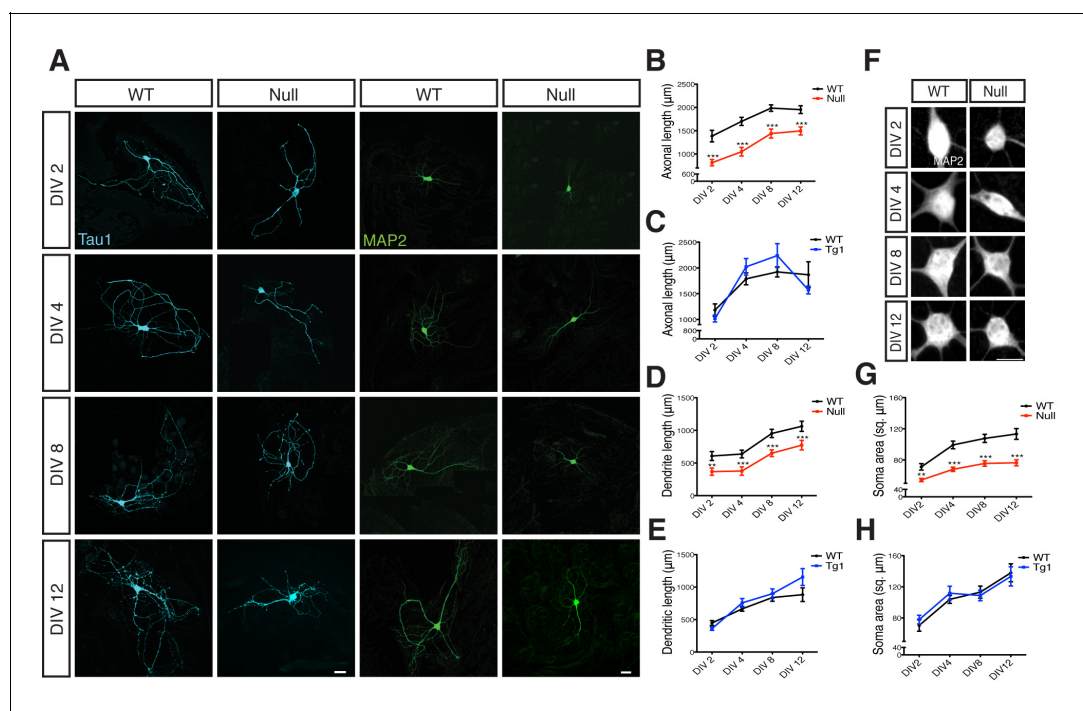 A
WT
Null
WT
Null
DIV 2
Tau1
MAP2
DIV 4
DIV 8
DIV 12
B
Axonal length (μm)
2500
2000
1500
1000
600
0
***
***
***
***
WT
Null
DIV 2
DIV 4
DIV 8
DIV 12
C
Axonal length (μm)
2500
2000
1500
1000
800
0
WT
Tg1
DIV 2
DIV 4
DIV 8
DIV 12
D
Dendrite length (μm)
1500
1000
500
0
**
***
***
***
WT
Null
DIV 2
DIV 4
DIV 8
DIV 12
E
Dendritic length (μm)
1500
1000
500
0
WT
Tg1
DIV 2
DIV 4
DIV 8
DIV 12
F
WT
Null
DIV 2
MAP2
DIV 4
DIV 8
DIV 12
G
Soma area (sq. μm)
160
120
80
40
0
**
***
***
***
WT
Null
DIV2
DIV4
DIV8
DIV12
H
Soma area (sq. μm)
160
120
80
40
0
WT
Tg1
DIV2
DIV4
DIV8
DIV12